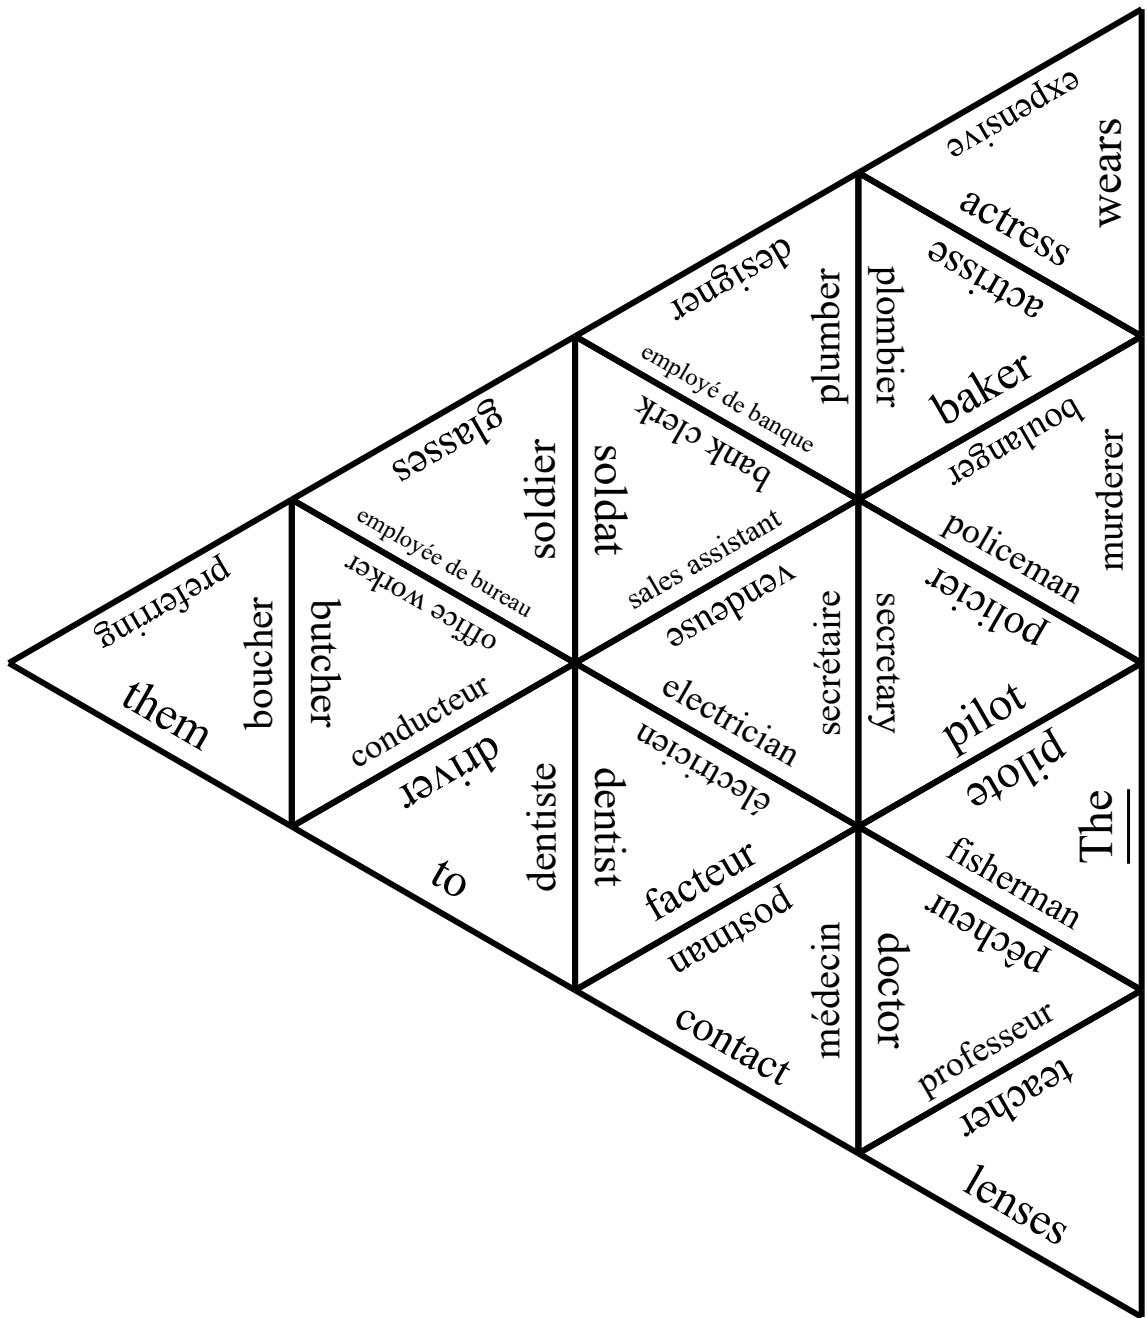 expensive
wears
actress
designer
plumber
plombier
actrisse
baker
employé de banque
glasses
soldier
soldat
bank clerk
sales assistant
boulanger
murderer
policeman
preferring
boucher
them
butcher
employée de bureau
office worker
conducteur
vendeuse
secrétaire
electrician
secretary
policier
pilot
driver
dentiste
to
dentist
électricien
facteur
pilote
The
fisherman
postman
médecin
contact
doctor
pêcheur
professeur
teacher
lenses